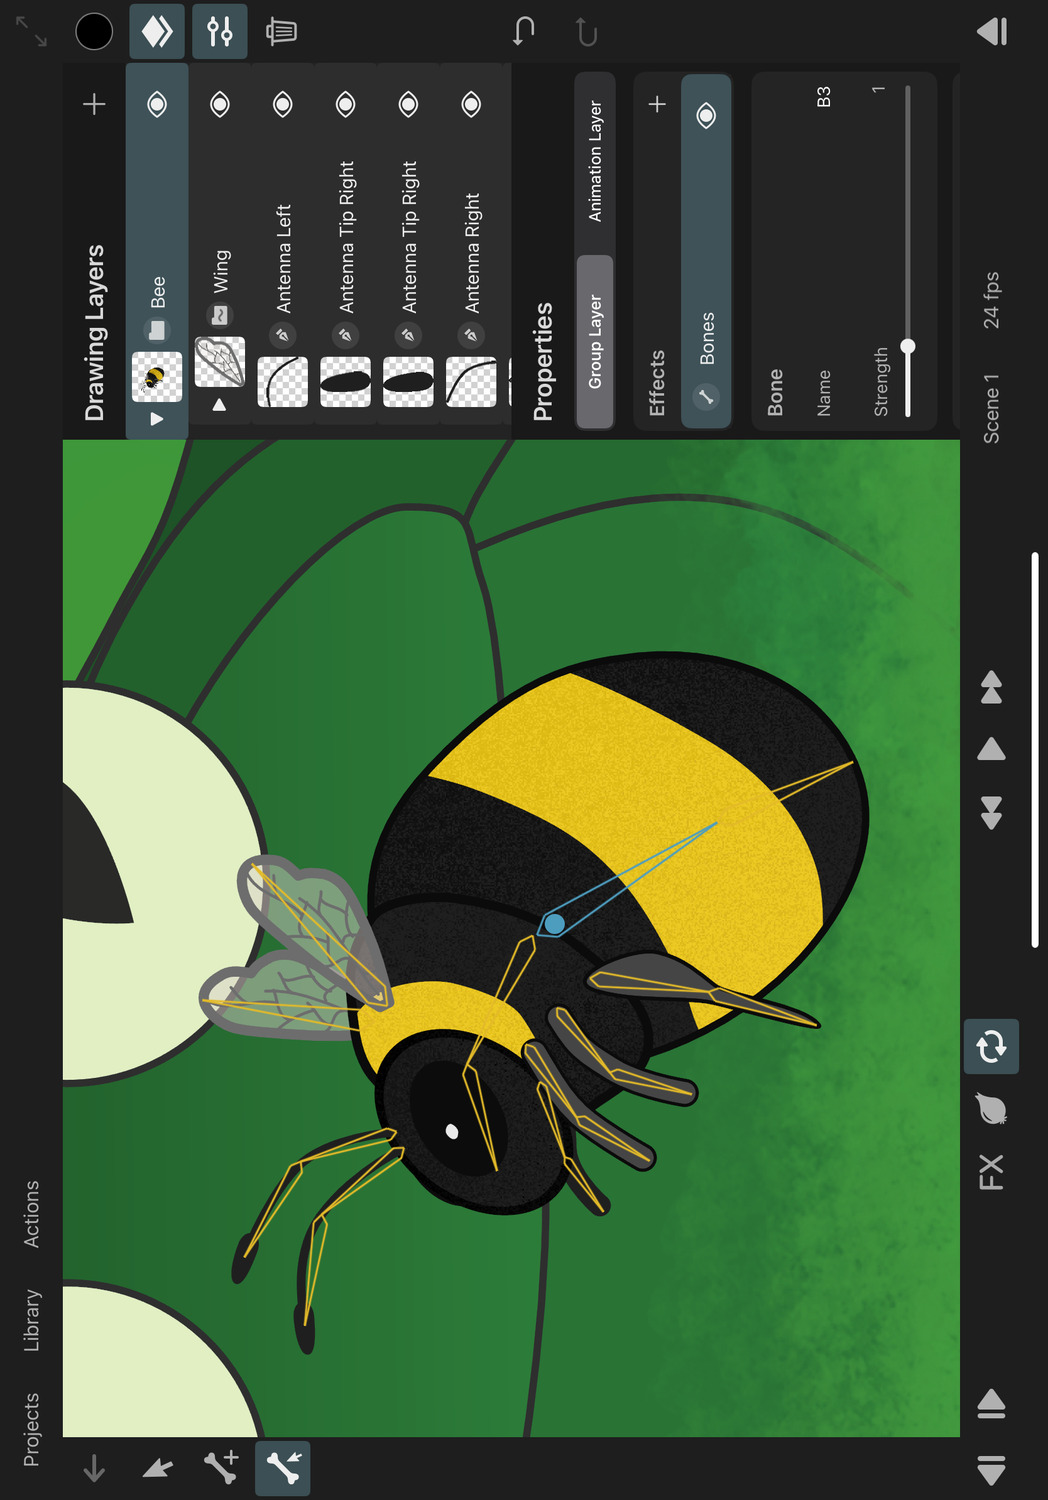 Projects
Library
Actions
Drawing Layers
Bee
Wing
Antenna Left
Antenna Tip Right
Antenna Tip Right
Antenna Right
Properties
Group Layer
Animation Layer
Effects
Bones
Bone
Name B3
Strength 1
FX
Scene 1
24 fps